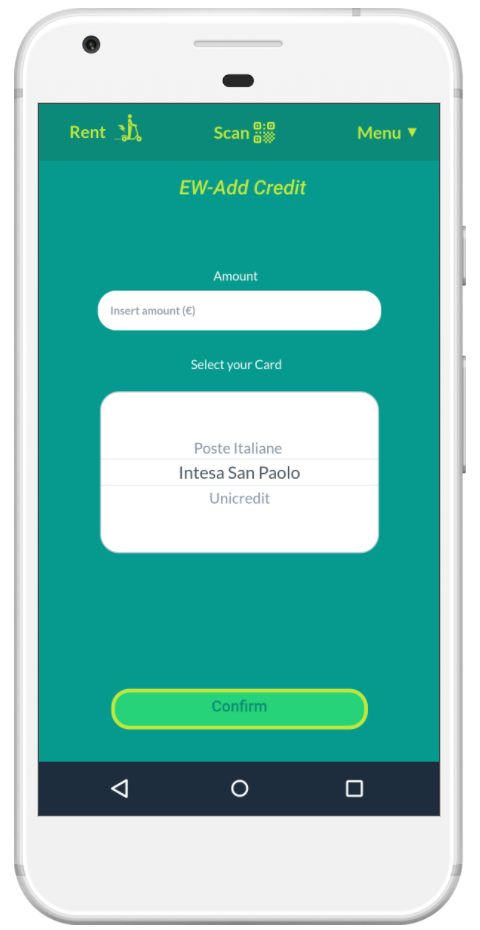 Rent Scan Menu ▼
EW-Add Credit
Amount
Insert amount (€)
Select your Card
Poste Italiane
Intesa San Paolo
Unicredit
Confirm